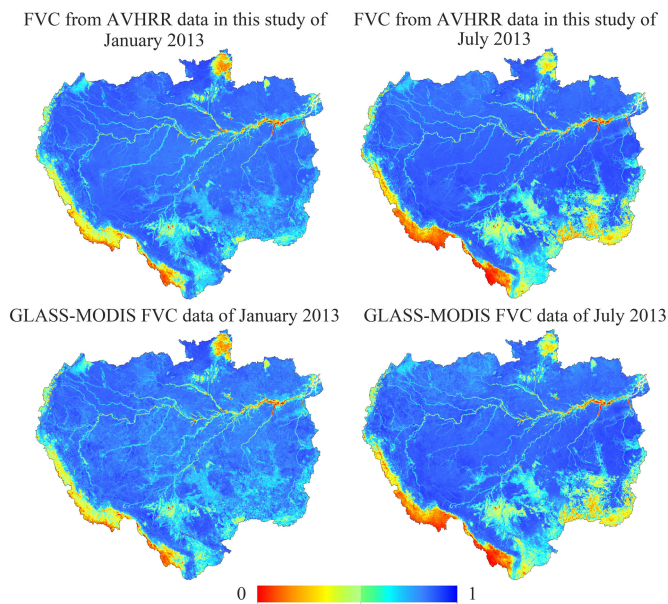 FVC from AVHRR data in this study of
January 2013
FVC from AVHRR data in this study of
July 2013
GLASS-MODIS FVC data of January 2013
GLASS-MODIS FVC data of July 2013
0 1